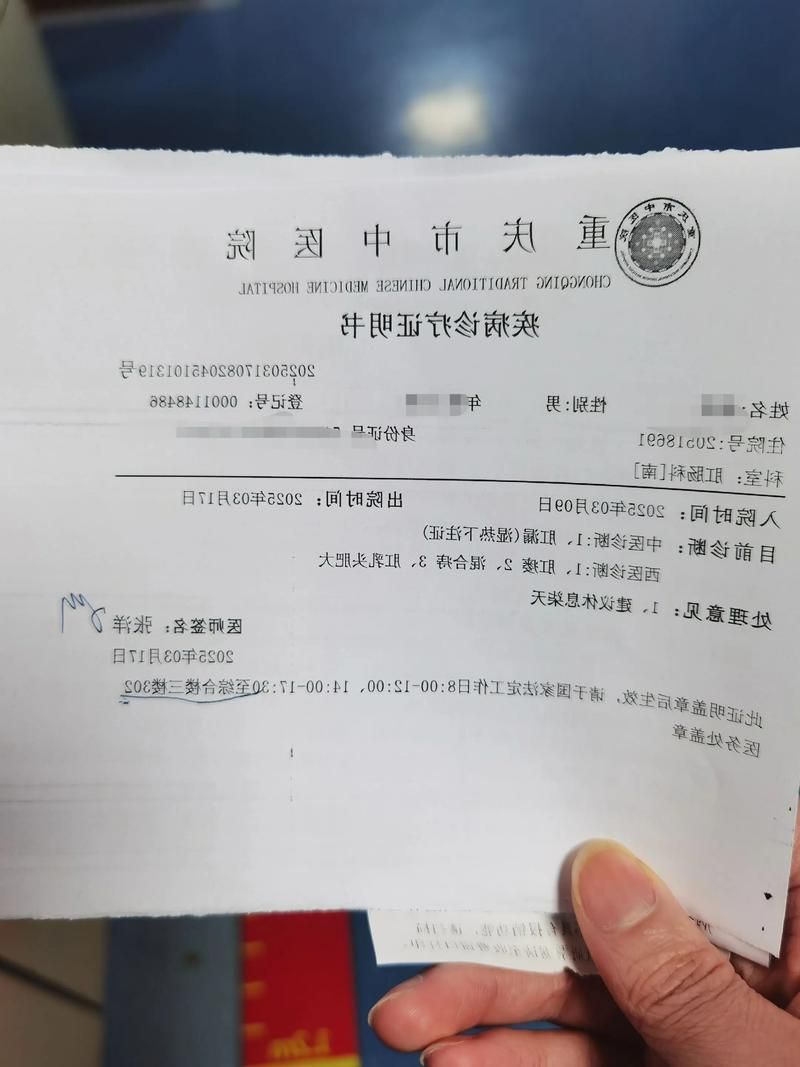 重庆市中医院
CHONGQING TRADITIONAL CHINESE MEDICINE HOSPITAL
疾病诊疗证明书
20250317082045101319号
姓名: 性别:男 年 登记号: 0001148486
住院号:20518691 身份证号
科室: 肛肠科[南]
入院时间: 2025年03月09日 出院时间: 2025年03月17日
目前诊断: 中医诊断:1、肛漏(湿热下注证)
西医诊断:1、肛瘘 2、混合痔 3、肛乳头肥大
处理意见: 1、建议休息柒天
医师签名: 张洋
2025年03月17日
此证明盖章后生效, 请于国家法定工作日8:00-12:00、14:00-17:30至综合楼三楼302
医务处盖章
1.2m